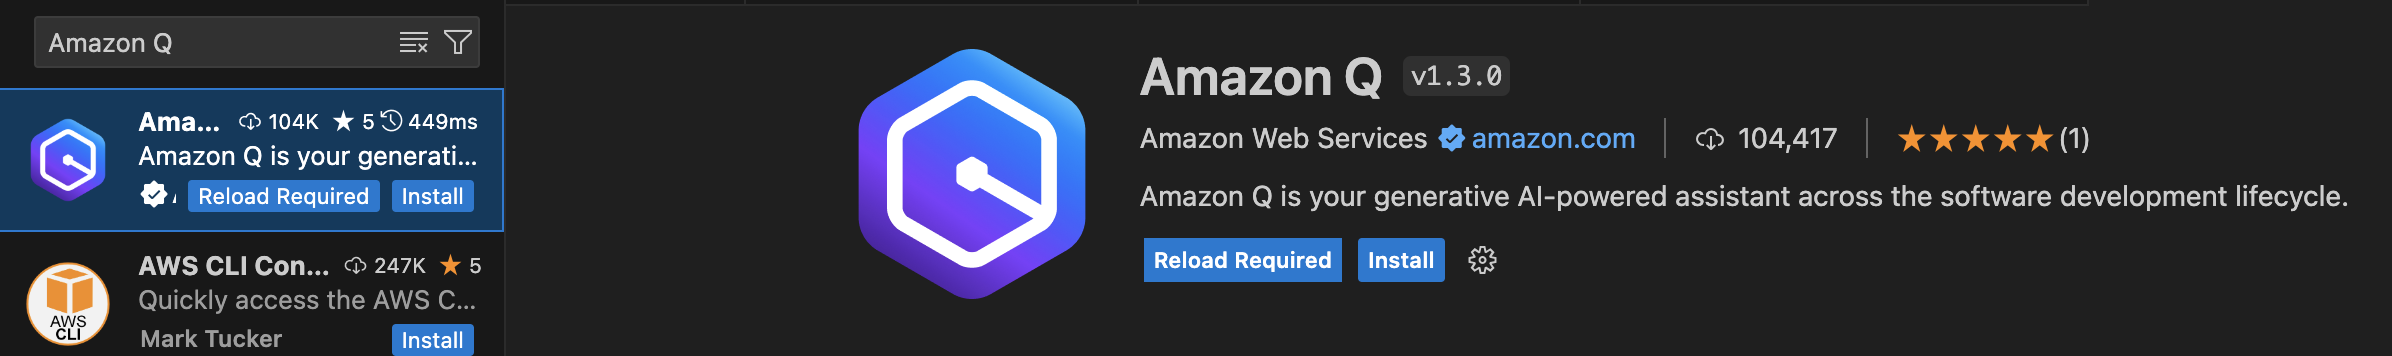 Amazon Q
Ama... 104K ★ 5 449ms
Amazon Q is your generati...
Reload Required Install
AWS CLI Con... 247K ★ 5
Quickly access the AWS C...
AWS
CLI
Mark Tucker Install
Amazon Q v1.3.0
Amazon Web Services amazon.com | 104,417 | ★★★★★ (1)
Amazon Q is your generative AI-powered assistant across the software development lifecycle.
Reload Required Install